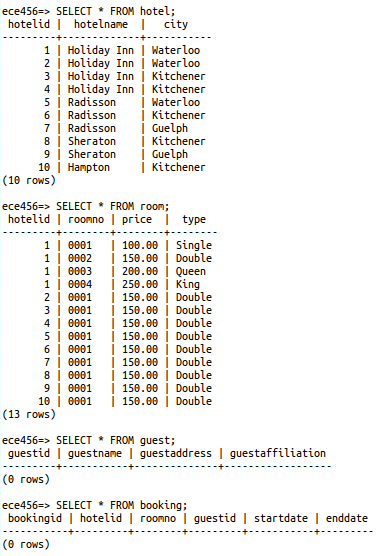 ece456=> SELECT * FROM hotel;
 hotelid |  hotelname  |   city
---------+-------------+-----------
       1 | Holiday Inn | Waterloo
       2 | Holiday Inn | Waterloo
       3 | Holiday Inn | Kitchener
       4 | Holiday Inn | Kitchener
       5 | Radisson    | Waterloo
       6 | Radisson    | Kitchener
       7 | Radisson    | Guelph
       8 | Sheraton    | Kitchener
       9 | Sheraton    | Guelph
      10 | Hampton     | Kitchener
(10 rows)

ece456=> SELECT * FROM room;
 hotelid | roomno | price  |  type
---------+--------+--------+--------
       1 | 0001   | 100.00 | Single
       1 | 0002   | 150.00 | Double
       1 | 0003   | 200.00 | Queen
       1 | 0004   | 250.00 | King
       2 | 0001   | 150.00 | Double
       3 | 0001   | 150.00 | Double
       4 | 0001   | 150.00 | Double
       5 | 0001   | 150.00 | Double
       6 | 0001   | 150.00 | Double
       7 | 0001   | 150.00 | Double
       8 | 0001   | 150.00 | Double
       9 | 0001   | 150.00 | Double
      10 | 0001   | 150.00 | Double
(13 rows)

ece456=> SELECT * FROM guest;
 guestid | guestname | guestaddress | guestaffiliation
---------+-----------+--------------+------------------
(0 rows)

ece456=> SELECT * FROM booking;
 bookingid | hotelid | roomno | guestid | startdate | enddate
-----------+---------+--------+---------+-----------+---------
(0 rows)